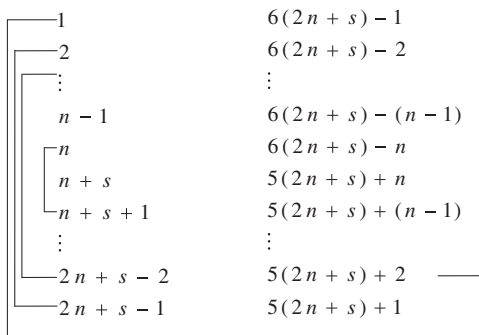 1 6(2n + s) − 1
2 6(2n + s) − 2
⋮ ⋮
n − 1 6(2n + s) − (n − 1)
n 6(2n + s) − n
n + s 5(2n + s) + n
n + s + 1 5(2n + s) + (n − 1)
⋮ ⋮
2n + s − 2 5(2n + s) + 2
2n + s − 1 5(2n + s) + 1